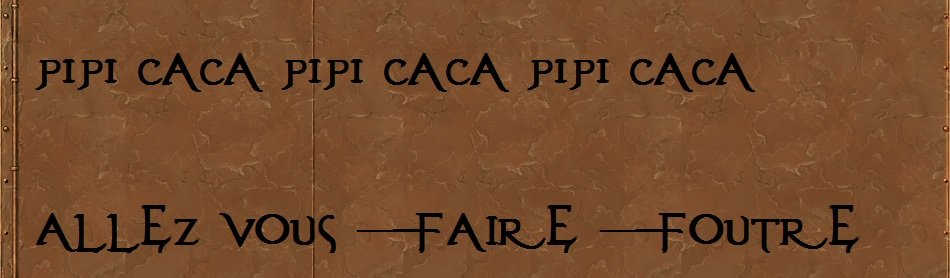 PIPI CACA PIPI CACA PIPI CACA
ALLEZ VOUS FAIRE FOUTRE